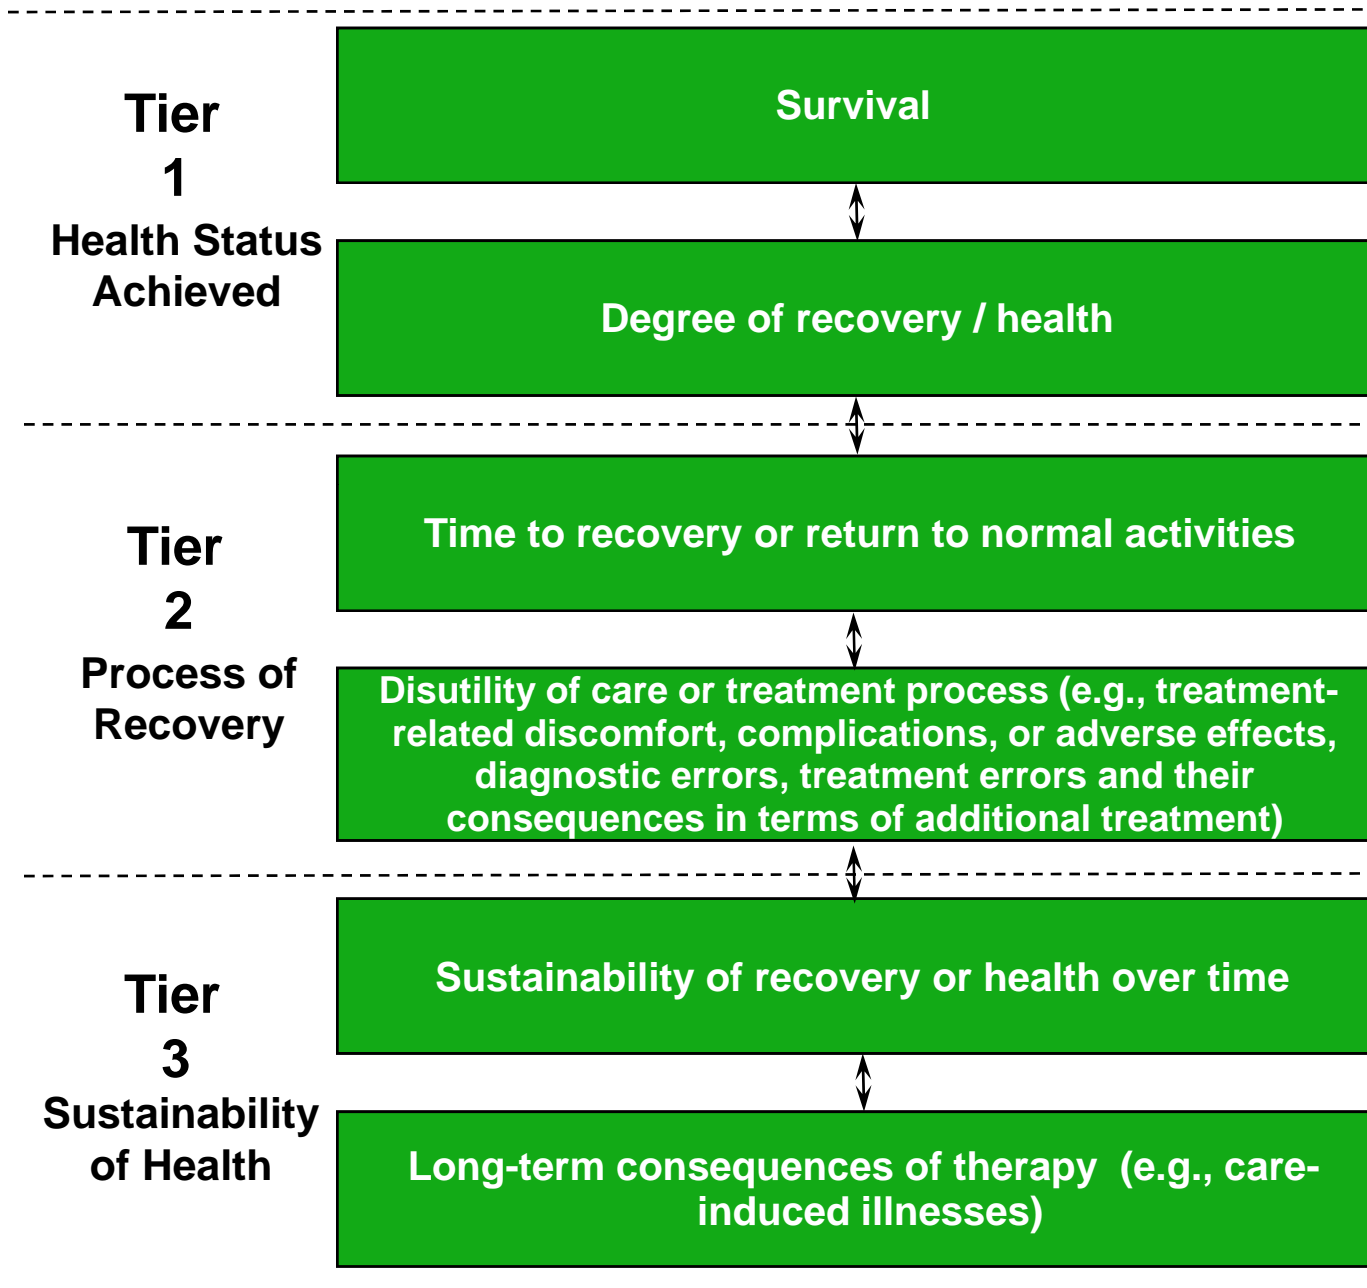 Tier
1
Health Status
Achieved
Survival
Degree of recovery / health
Tier
2
Process of
Recovery
Time to recovery or return to normal activities
Disutility of care or treatment process (e.g., treatment-
related discomfort, complications, or adverse effects,
diagnostic errors, treatment errors and their
consequences in terms of additional treatment)
Tier
3
Sustainability
of Health
Sustainability of recovery or health over time
Long-term consequences of therapy  (e.g., care-
induced illnesses)